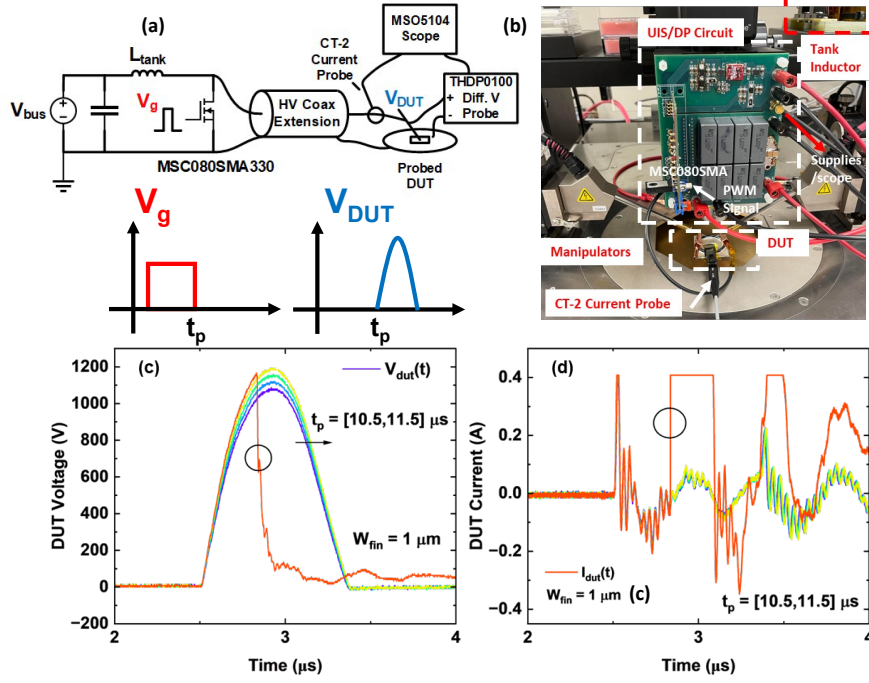 (a)
MSO5104
Scope
CT-2
Current
Probe
L_tank
V_bus
V_g
HV Coax
Extension
V_DUT
THDP0100
+ Diff. V
- Probe
Probed
DUT
MSC080SMA330
V_g
t_p
V_DUT
t_p
(b)
UIS/DP Circuit
Tank
Inductor
MSC080SMA
PWM
Signal
Supplies
/scope
Manipulators
DUT
CT-2 Current Probe
(c)
V_dut(t)
t_p = [10.5,11.5] μs
W_fin = 1 μm
DUT Voltage (V)
1200
1000
800
600
400
200
0
−200
2
3
4
Time (μs)
(d)
DUT Current (A)
0.4
0.2
0.0
−0.2
−0.4
I_dut(t)
W_fin = 1 μm (c)
t_p = [10.5,11.5] μs
2
3
4
Time (μs)